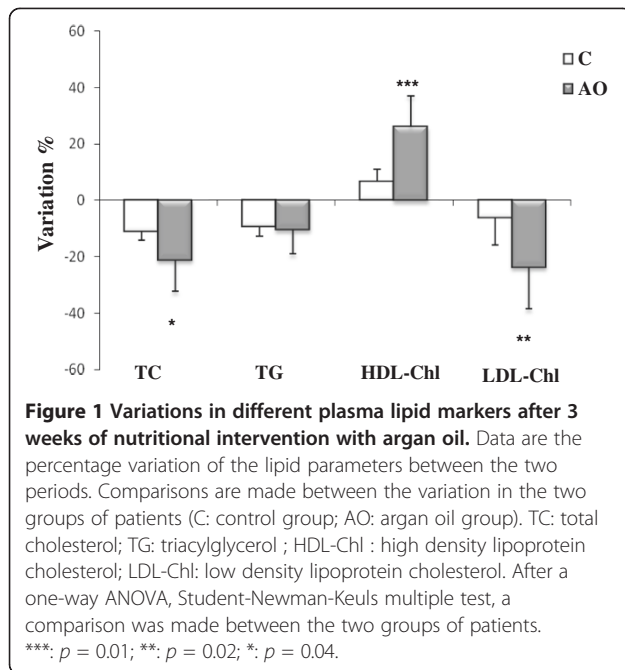 60
40
20
0
-20
-40
-60
Variation %
C
AO
***
*
**
TC TG HDL-Chl LDL-Chl
Figure 1 Variations in different plasma lipid markers after 3
weeks of nutritional intervention with argan oil. Data are the
percentage variation of the lipid parameters between the two
periods. Comparisons are made between the variation in the two
groups of patients (C: control group; AO: argan oil group). TC: total
cholesterol; TG: triacylglycerol ; HDL-Chl : high density lipoprotein
cholesterol; LDL-Chl: low density lipoprotein cholesterol. After a
one-way ANOVA, Student-Newman-Keuls multiple test, a
comparison was made between the two groups of patients.
***: p = 0.01; **: p = 0.02; *: p = 0.04.